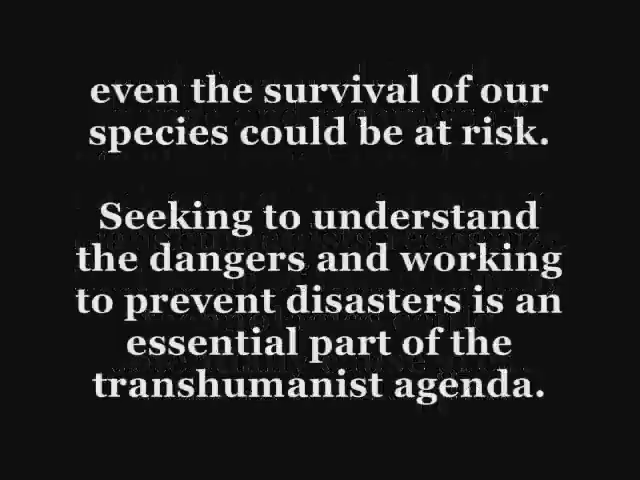 even the survival of our
species could be at risk.
Seeking to understand
the dangers and working
to prevent disasters is an
essential part of the
transhumanist agenda.